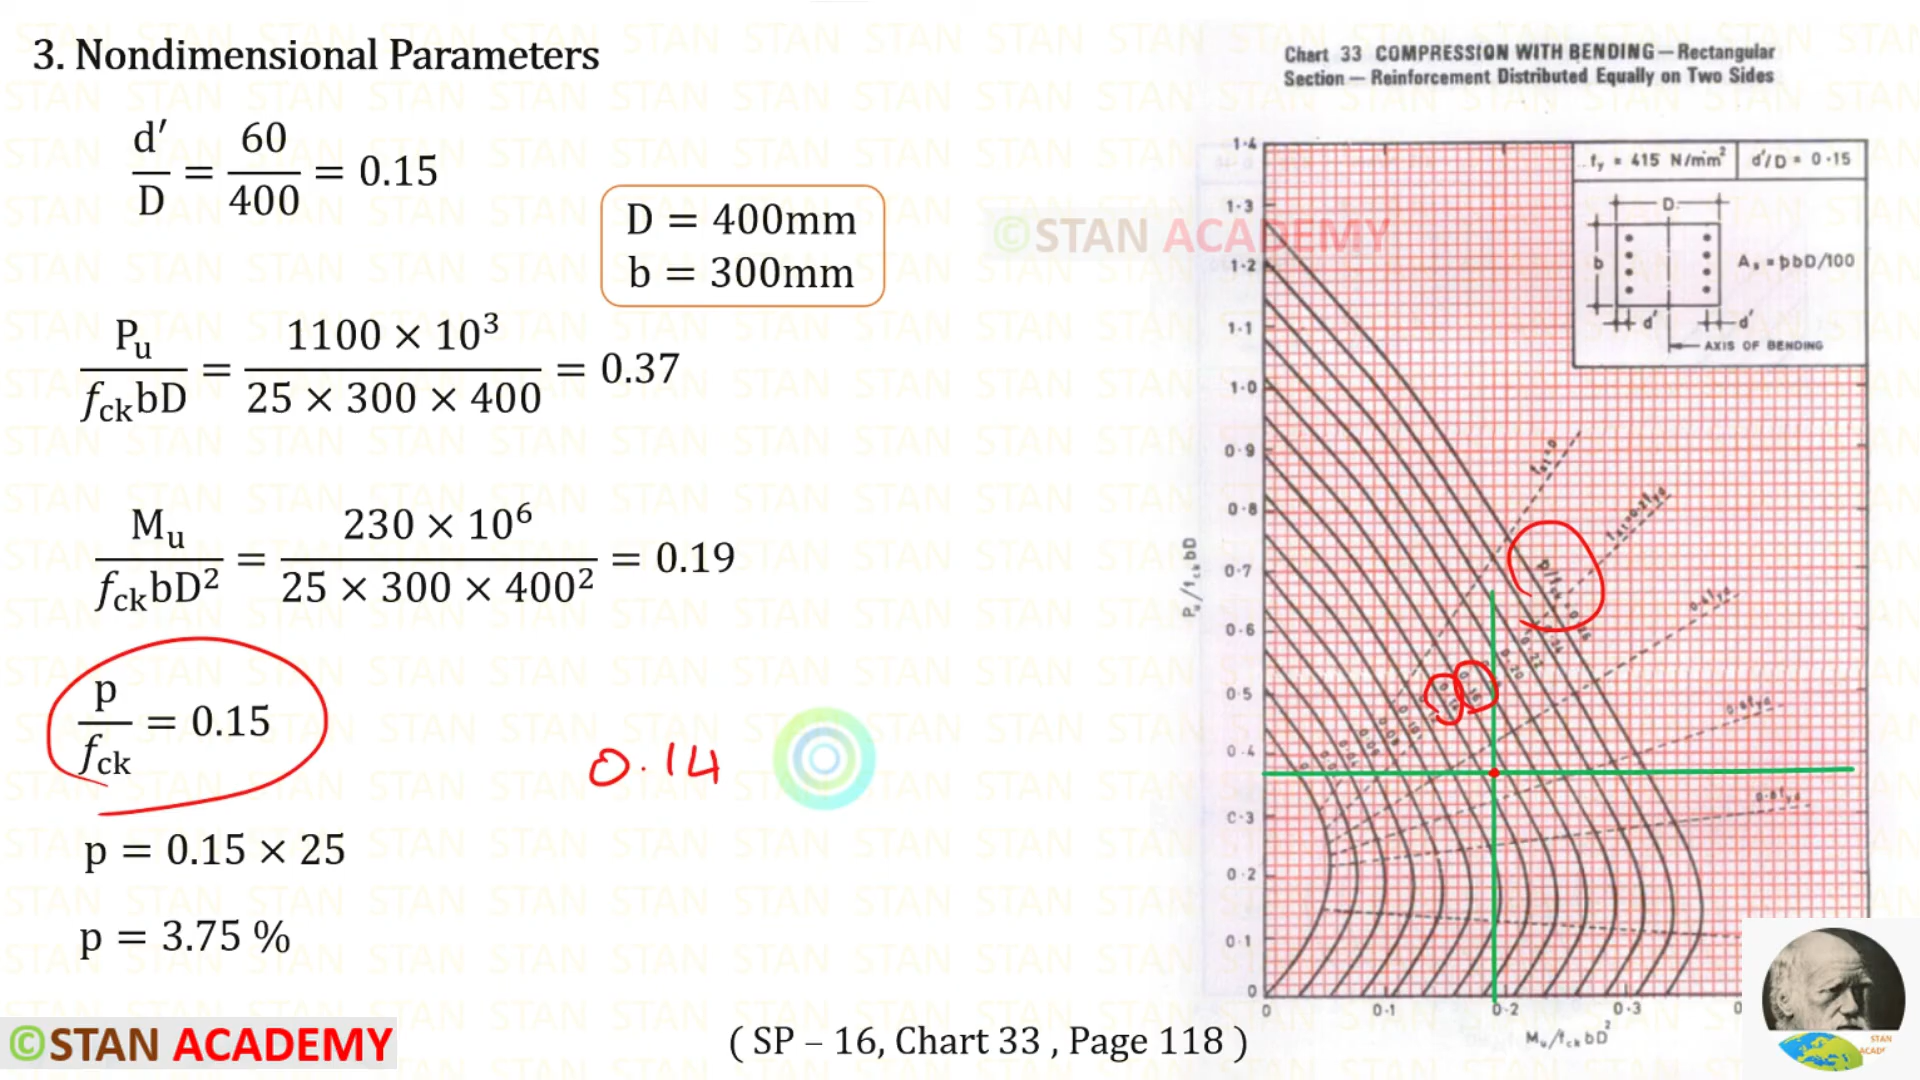 3. Nondimensional Parameters
d′/D = 60/400 = 0.15
D = 400mm
b = 300mm
Pu/fckbD = 1100 × 10³/25 × 300 × 400 = 0.37
Mu/fckbD² = 230 × 10⁶/25 × 300 × 400² = 0.19
p/fck = 0.15
0.14
p = 0.15 × 25
p = 3.75 %
( SP – 16, Chart 33 , Page 118 )
©STAN ACADEMY
Chart 33 COMPRESSION WITH BENDING — Rectangular
Section — Reinforcement Distributed Equally on Two Sides
©STAN ACADEMY
fy = 415 N/mm² d′/D = 0·15
D
b
As = pbD/100
d′ d′
AXIS OF BENDING
1·4
1·3
1·2
1·1
1·0
0·9
0·8
0·7
0·6
0·5
0·4
0·3
0·2
0·1
0
Pu/fckbD
0 0·1 0·2 0·3
Mu/fckbD²
STAN